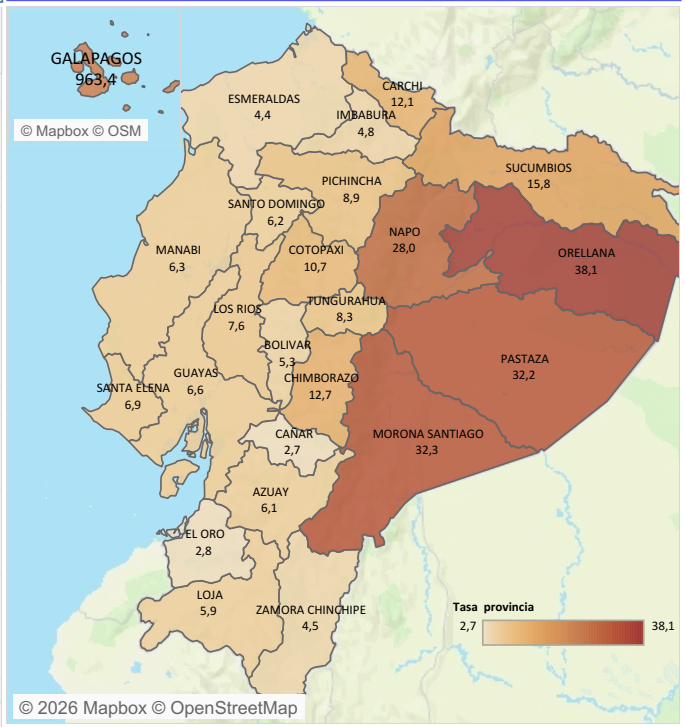 GALAPAGOS
963,4
© Mapbox © OSM
ESMERALDAS
4,4
CARCHI
12,1
IMBABURA
4,8
SUCUMBIOS
15,8
PICHINCHA
8,9
SANTO DOMINGO
6,2
NAPO
28,0
MANABI
6,3
COTOPAXI
10,7
ORELLANA
38,1
TUNGURAHUA
8,3
LOS RIOS
7,6
BOLIVAR
5,3
PASTAZA
32,2
GUAYAS
6,6
CHIMBORAZO
12,7
SANTA ELENA
6,9
CAÑAR
2,7
MORONA SANTIAGO
32,3
AZUAY
6,1
EL ORO
2,8
LOJA
5,9
ZAMORA CHINCHIPE
4,5
Tasa provincia
2,7 38,1
© 2026 Mapbox © OpenStreetMap